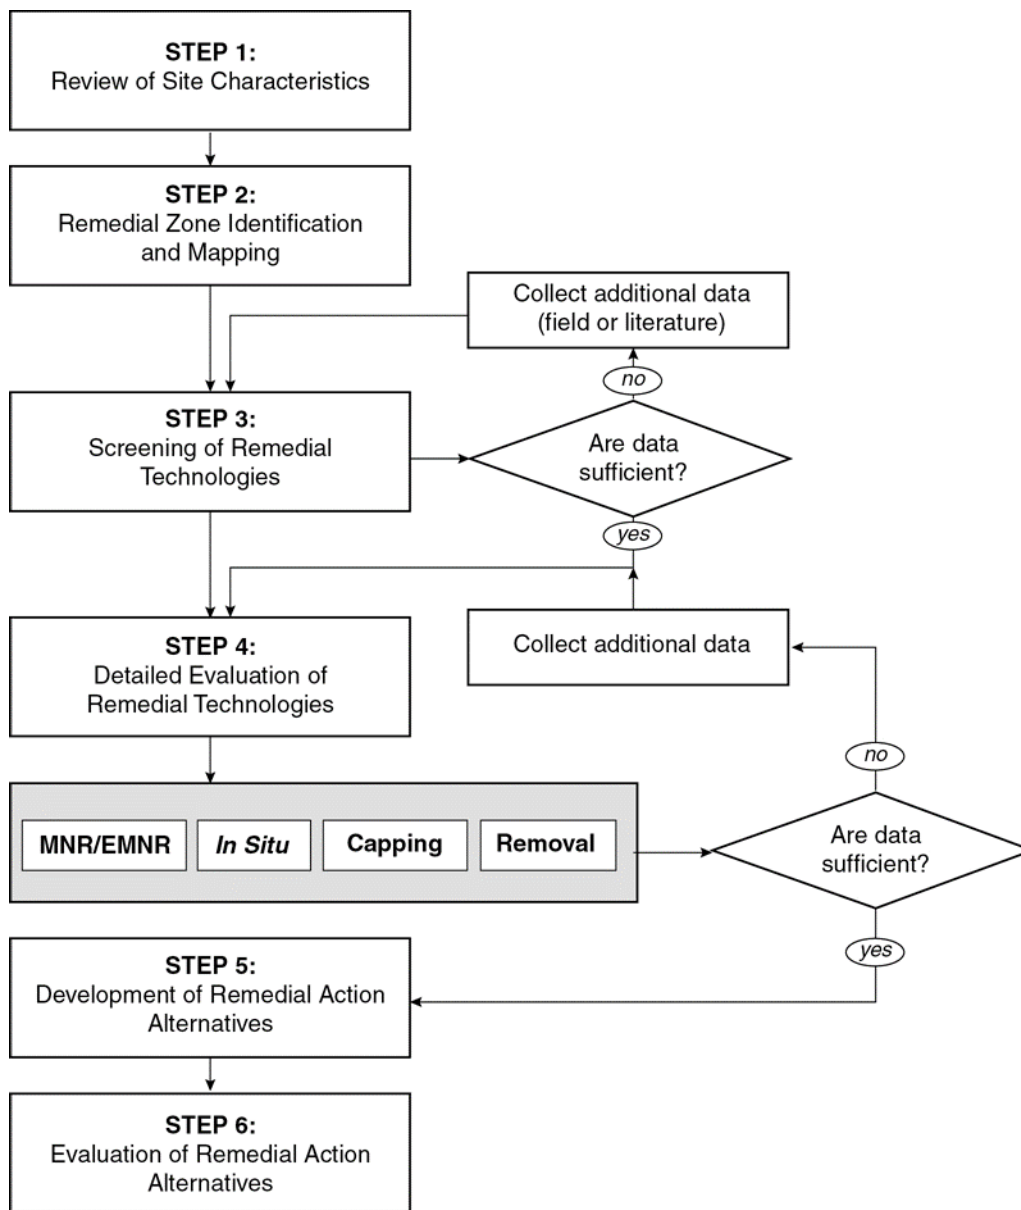 STEP 1:
Review of Site Characteristics
STEP 2:
Remedial Zone Identification
and Mapping
Collect additional data
(field or literature)
no
STEP 3:
Screening of Remedial
Technologies
Are data
sufficient?
yes
STEP 4:
Detailed Evaluation of
Remedial Technologies
Collect additional data
no
MNR/EMNR
In Situ
Capping
Removal
Are data
sufficient?
yes
STEP 5:
Development of Remedial Action
Alternatives
STEP 6:
Evaluation of Remedial Action
Alternatives